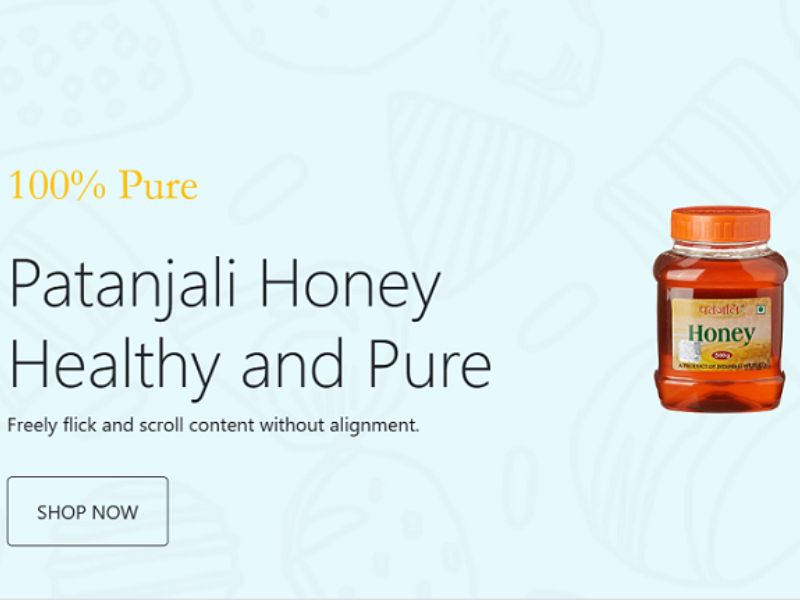 100% Pure
Patanjali Honey
Healthy and Pure
Freely flick and scroll content without alignment.
SHOP NOW
पतंजलि
Honey
500g